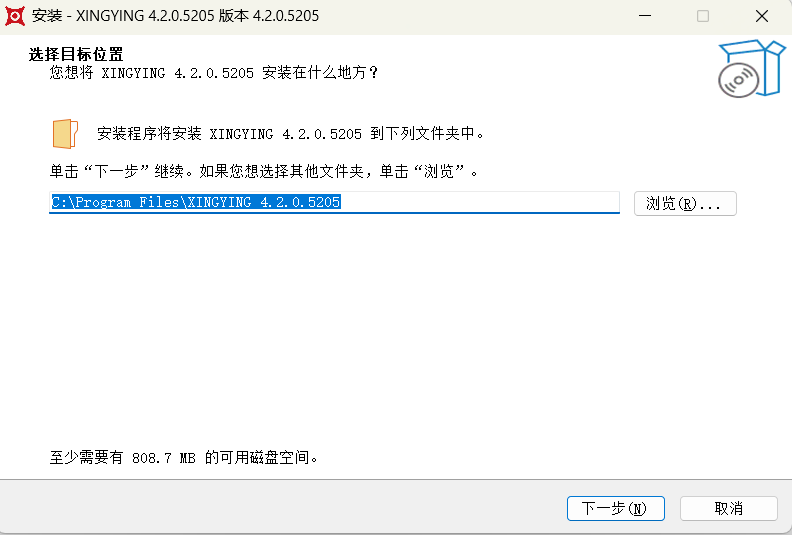 安装 - XINGYING 4.2.0.5205 版本 4.2.0.5205
选择目标位置
您想将 XINGYING 4.2.0.5205 安装在什么地方？
安装程序将安装 XINGYING 4.2.0.5205 到下列文件夹中。
单击“下一步”继续。如果您想选择其他文件夹，单击“浏览”。
C:\Program Files\XINGYING 4.2.0.5205
浏览(R)...
至少需要有 808.7 MB 的可用磁盘空间。
下一步(N)
取消